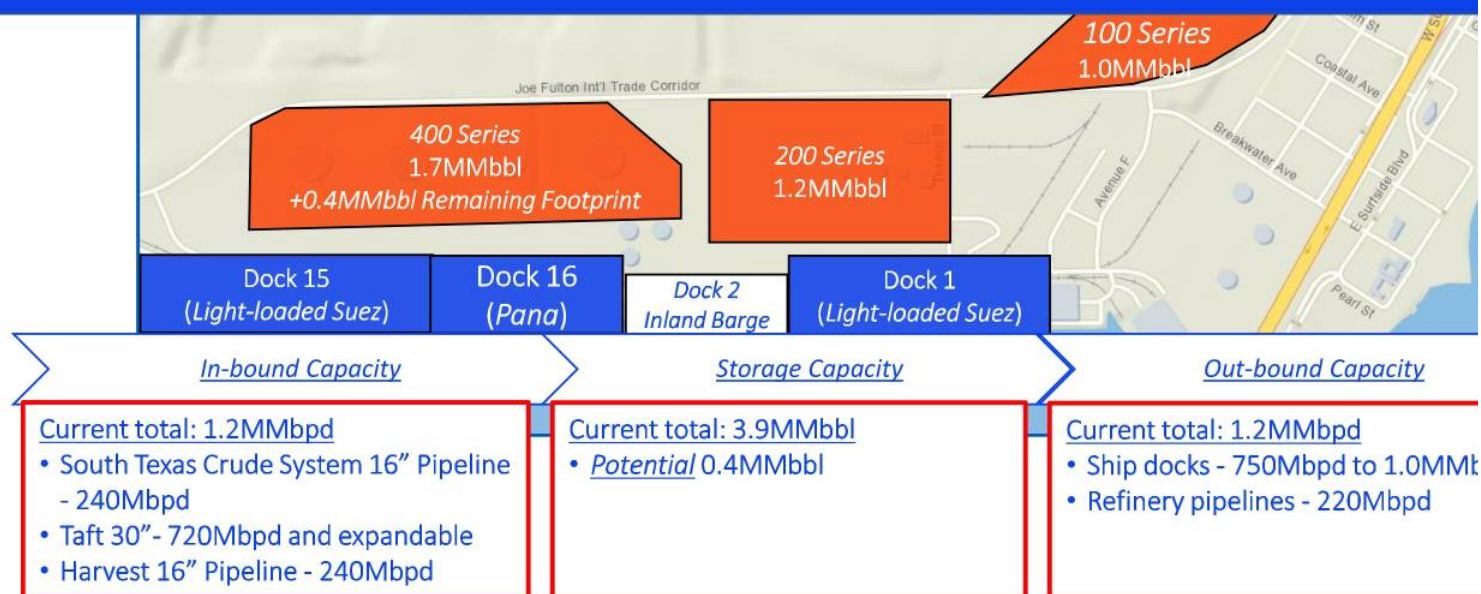 100 Series
1.0MMbbl
Coastal Ave
Joe Fulton Int'l Trade Corridor
400 Series
1.7MMbbl
+0.4MMbbl Remaining Footprint
200 Series
1.2MMbbl
Breakwater Ave
Avenue F
E Surfside Blvd
Pearl St
Dock 15
(Light-loaded Suez)
Dock 16
(Pana)
Dock 2
Inland Barge
Dock 1
(Light-loaded Suez)
In-bound Capacity
Storage Capacity
Out-bound Capacity
Current total: 1.2MMbpd
• South Texas Crude System 16” Pipeline
- 240Mbpd
• Taft 30”- 720Mbpd and expandable
• Harvest 16” Pipeline - 240Mbpd
Current total: 3.9MMbbl
• Potential 0.4MMbbl
Current total: 1.2MMbpd
• Ship docks - 750Mbpd to 1.0MMb
• Refinery pipelines - 220Mbpd